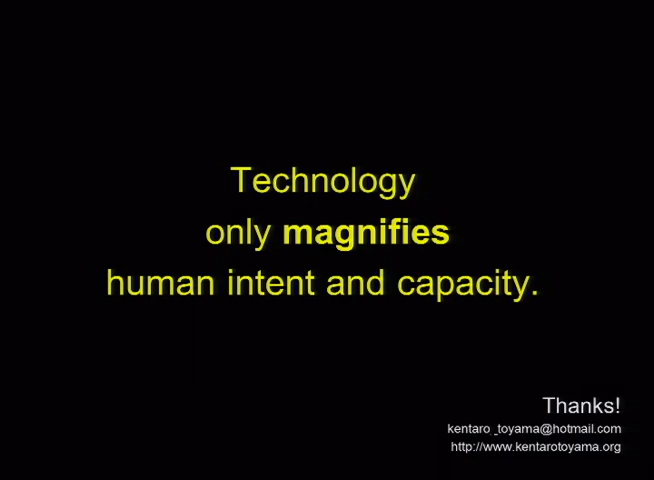 Technology
only magnifies
human intent and capacity.
Thanks!
kentaro_toyama@hotmail.com
http://www.kentarotoyama.org